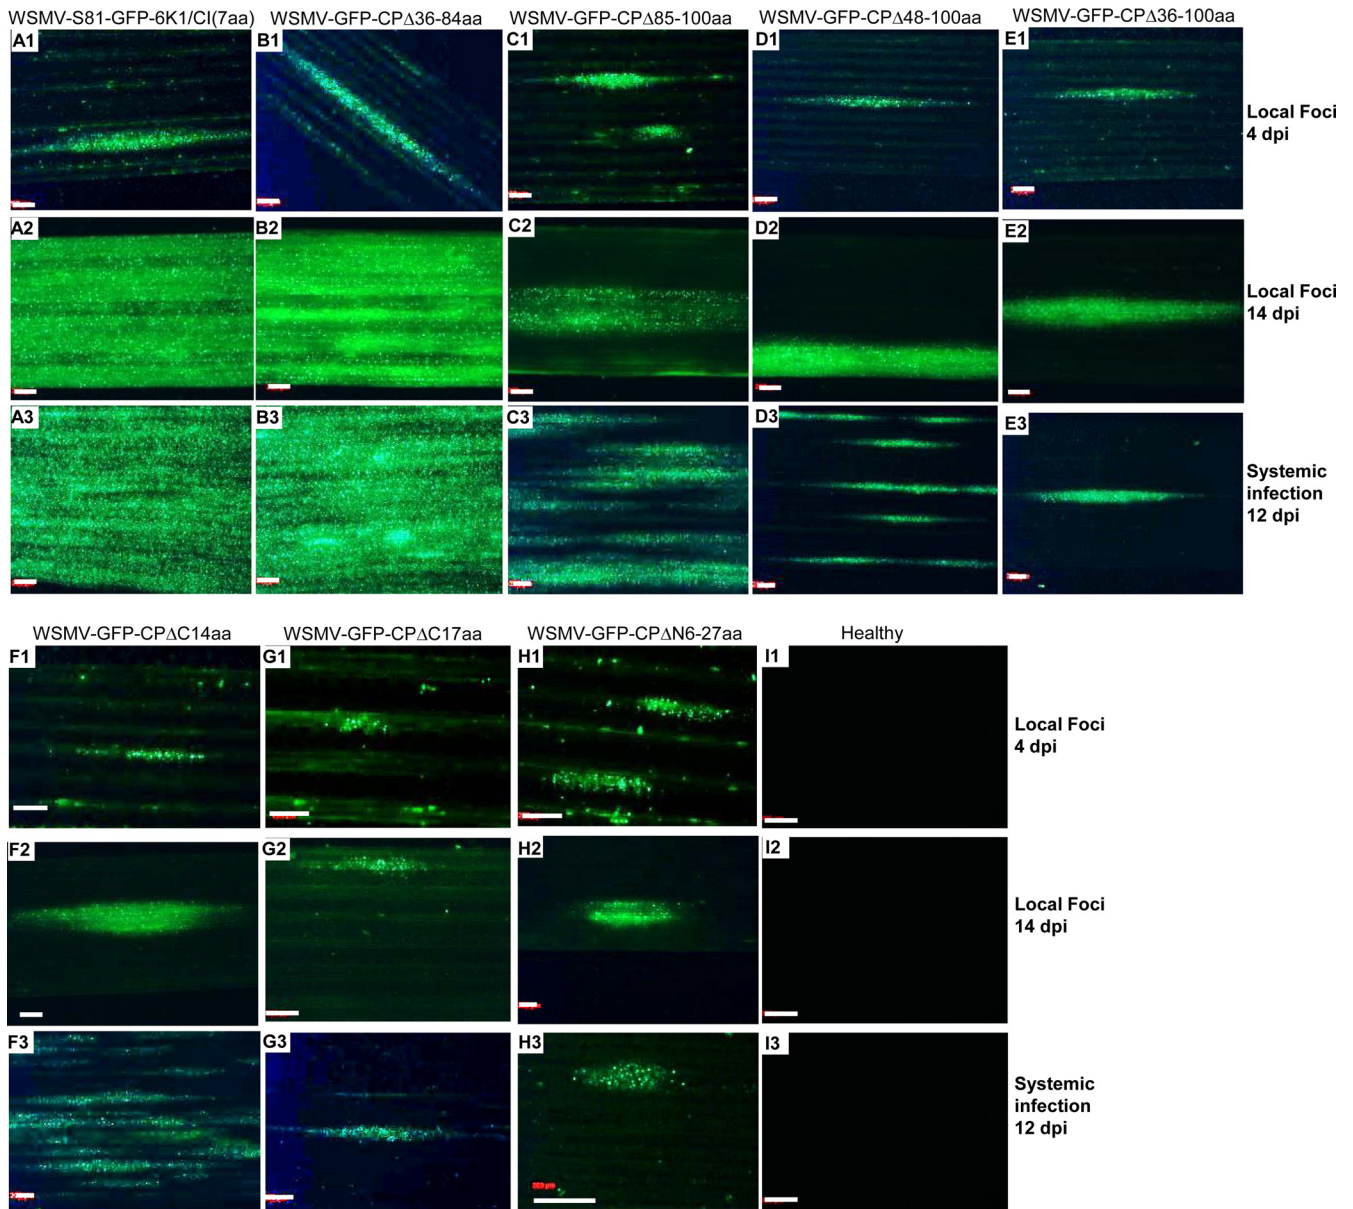 WSMV-S81-GFP-6K1/CI(7aa) WSMV-GFP-CPΔ36-84aa WSMV-GFP-CPΔ85-100aa WSMV-GFP-CPΔ48-100aa WSMV-GFP-CPΔ36-100aa
A1 B1 C1 D1 E1
Local Foci
4 dpi
A2 B2 C2 D2 E2
Local Foci
14 dpi
A3 B3 C3 D3 E3
Systemic
infection
12 dpi
WSMV-GFP-CPΔC14aa WSMV-GFP-CPΔC17aa WSMV-GFP-CPΔN6-27aa Healthy
F1 G1 H1 I1
Local Foci
4 dpi
F2 G2 H2 I2
Local Foci
14 dpi
F3 G3 H3 I3
Systemic
infection
12 dpi